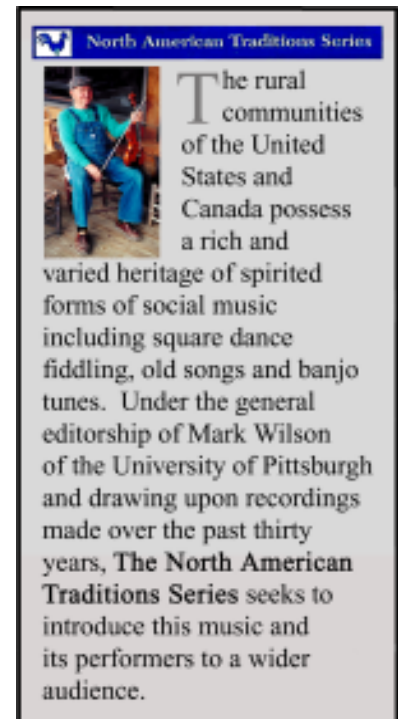 North American Traditions Series
The rural
communities
of the United
States and
Canada possess
a rich and
varied heritage of spirited
forms of social music
including square dance
fiddling, old songs and banjo
tunes.  Under the general
editorship of Mark Wilson
of the University of Pittsburgh
and drawing upon recordings
made over the past thirty
years, The North American
Traditions Series seeks to
introduce this music and
its performers to a wider
audience.